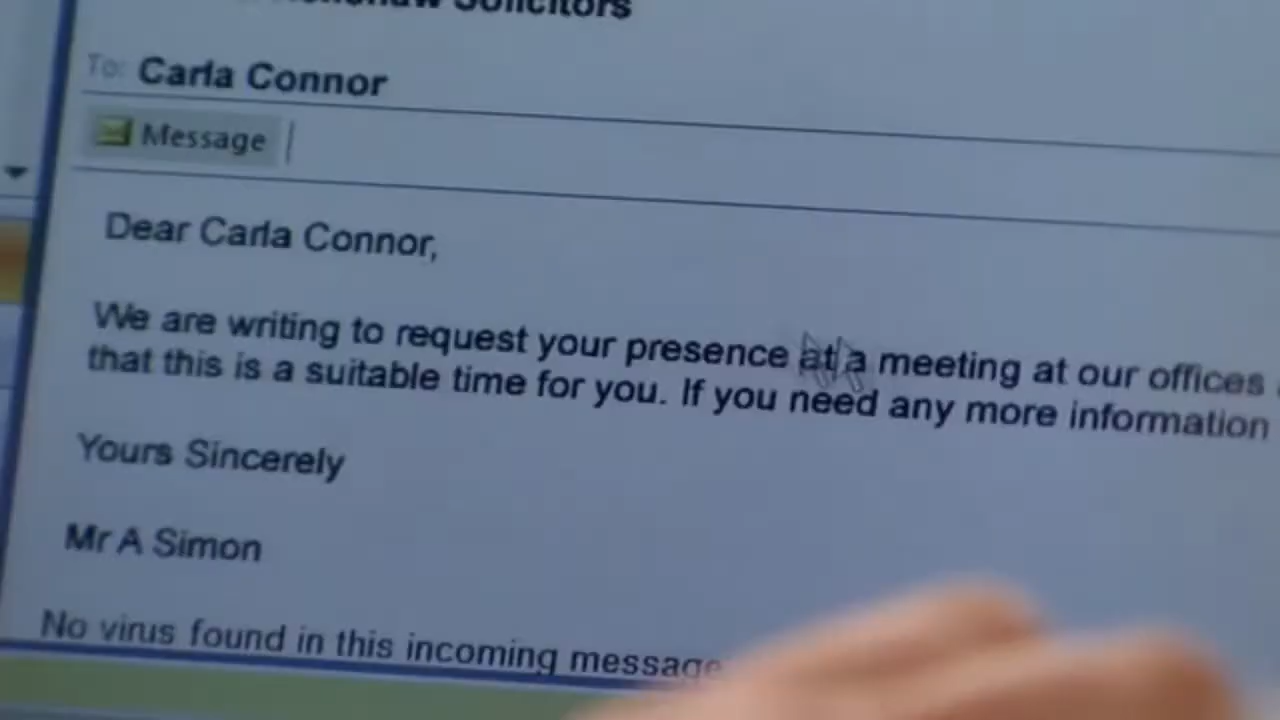 Solicitors
To: Carla Connor
Message
Dear Carla Connor,
We are writing to request your presence at a meeting at our offices
that this is a suitable time for you. If you need any more information
Yours Sincerely
Mr A Simon
No virus found in this incoming message